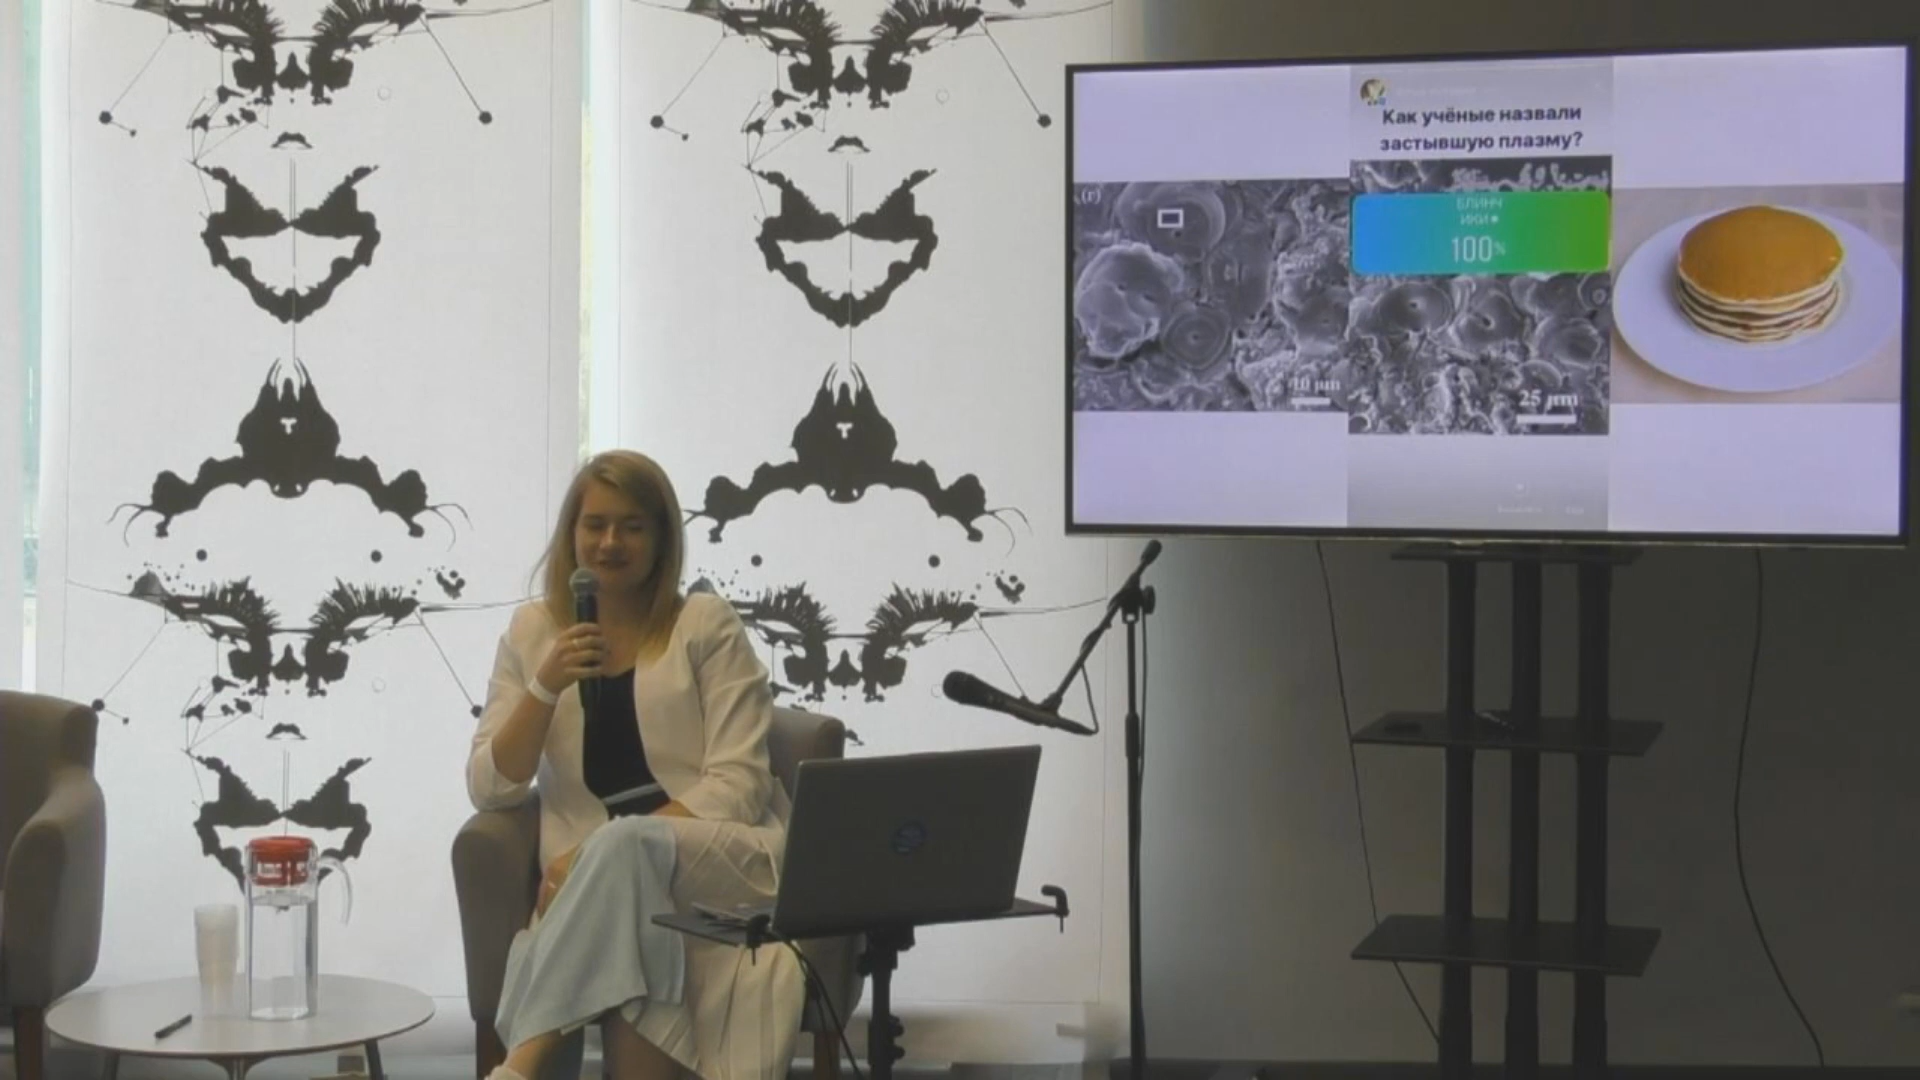 Как учёные назвали
застывшую плазму?
(г)
БЛИНЧ
ИКИ
100%
10 µm
25 µm